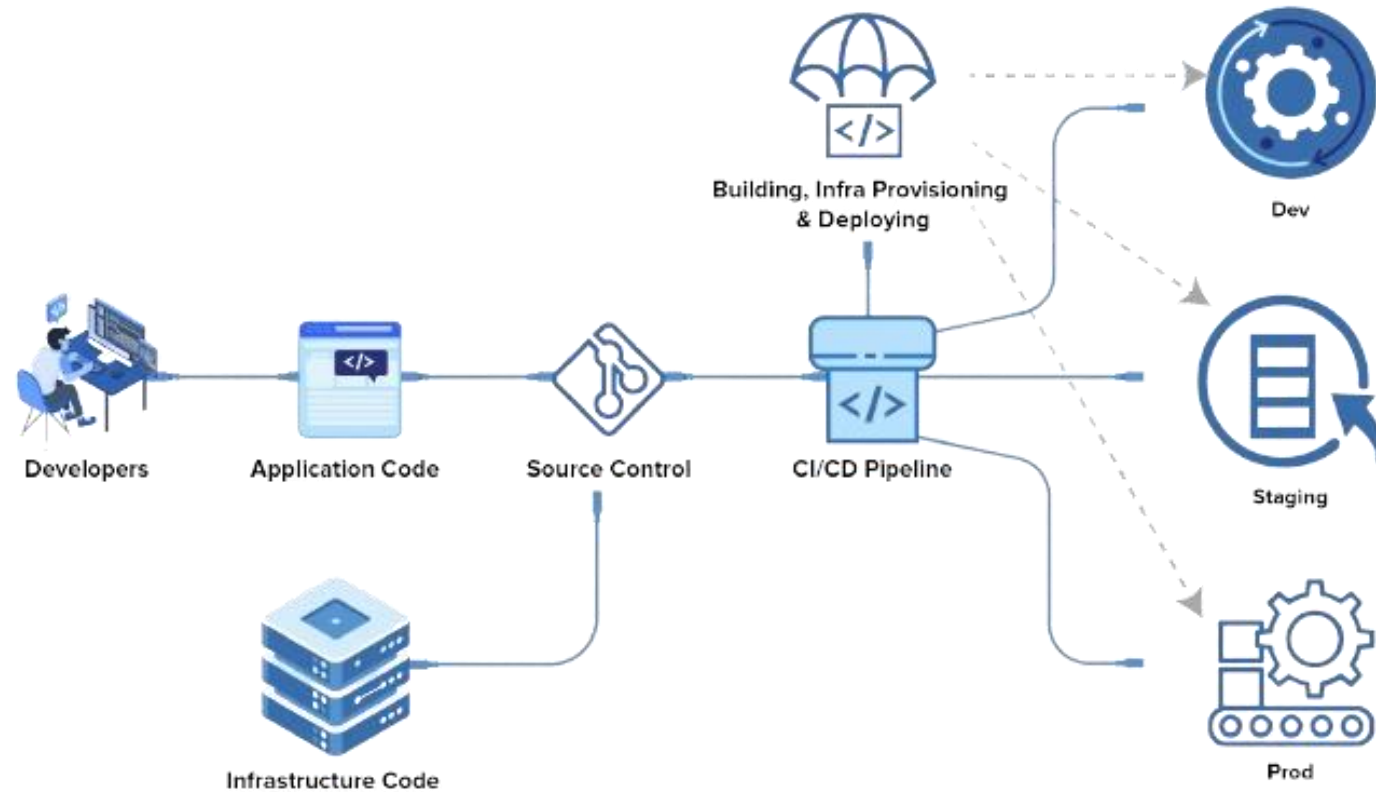 </>
Building, Infra Provisioning
& Deploying
Dev
</>
</>
Developers
Application Code
Source Control
CI/CD Pipeline
Staging
Infrastructure Code
Prod